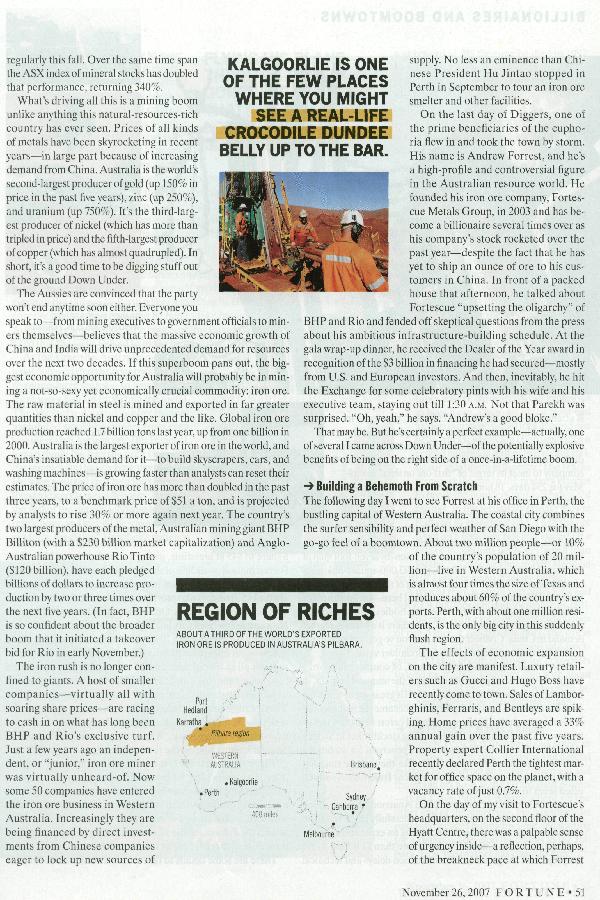 regularly this fall. Over the same time span
the ASX index of mineral stocks has doubled
that performance, returning 340%.
What's driving all this is a mining boom
unlike anything this natural-resources-rich
country has ever seen. Prices of all kinds
of metals have been skyrocketing in recent
years—in large part because of increasing
demand from China. Australia is the world's
second-largest producer of gold (up 150% in
price in the past five years), zinc (up 250%),
and uranium (up 750%). It's the third-larg-
est producer of nickel (which has more than
tripled in price) and the fifth-largest producer
of copper (which has almost quadrupled). In
short, it's a good time to be digging stuff out
of the ground Down Under.
The Aussies are convinced that the party
won't end anytime soon either. Everyone you
speak to—from mining executives to government officials to min-
ers themselves—believes that the massive economic growth of
China and India will drive unprecedented demand for resources
over the next two decades. If this superboom pans out, the big-
gest economic opportunity for Australia will probably be in min-
ing a not-so-sexy yet economically crucial commodity: iron ore.
The raw material in steel is mined and exported in far greater
quantities than nickel and copper and the like. Global iron ore
production reached 1.7 billion tons last year, up from one billion in
2000. Australia is the largest exporter of iron ore in the world, and
China's insatiable demand for it—to build skyscrapers, cars, and
washing machines—is growing faster than analysts can reset their
estimates. The price of iron ore has more than doubled in the past
three years, to a benchmark price of $51 a ton, and is projected
by analysts to rise 30% or more again next year. The country's
two largest producers of the metal, Australian mining giant BHP
Billiton (with a $230 billion market capitalization) and Anglo-
Australian powerhouse Rio Tinto
($120 billion), have each pledged
billions of dollars to increase pro-
duction by two or three times over
the next five years. (In fact, BHP
is so confident about the broader
boom that it initiated a takeover
bid for Rio in early November.)
The iron rush is no longer con-
fined to giants. A host of smaller
companies—virtually all with
soaring share prices—are racing
to cash in on what has long been
BHP and Rio's exclusive turf.
Just a few years ago an indepen-
dent, or "junior," iron ore miner
was virtually unheard-of. Now
some 50 companies have entered
the iron ore business in Western
Australia. Increasingly they are
being financed by direct invest-
ments from Chinese companies
eager to lock up new sources of
KALGOORLIE IS ONE
OF THE FEW PLACES
WHERE YOU MIGHT
SEE A REAL-LIFE
CROCODILE DUNDEE
BELLY UP TO THE BAR.
supply. No less an eminence than Chi-
nese President Hu Jintao stopped in
Perth in September to tour an iron ore
smelter and other facilities.
On the last day of Diggers, one of
the prime beneficiaries of the eupho-
ria flew in and took the town by storm.
His name is Andrew Forrest, and he's
a high-profile and controversial figure
in the Australian resource world. He
founded his iron ore company, Fortes-
cue Metals Group, in 2003 and has be-
come a billionaire several times over as
his company's stock rocketed over the
past year—despite the fact that he has
yet to ship an ounce of ore to his cus-
tomers in China. In front of a packed
house that afternoon, he talked about
Fortescue "upsetting the oligarchy" of
BHP and Rio and fended off skeptical questions from the press
about his ambitious infrastructure-building schedule. At the
gala wrap-up dinner, he received the Dealer of the Year award in
recognition of the $3 billion in financing he had secured—mostly
from U.S. and European investors. And then, inevitably, he hit
the Exchange for some celebratory pints with his wife and his
executive team, staying out till 1:30 A.M. Not that Parekh was
surprised. "Oh, yeah," he says. "Andrew's a good bloke."
That may be. But he's certainly a perfect example—actually, one
of several I came across Down Under—of the potentially explosive
benefits of being on the right side of a once-in-a-lifetime boom.
→ Building a Behemoth From Scratch
The following day I went to see Forrest at his office in Perth, the
bustling capital of Western Australia. The coastal city combines
the surfer sensibility and perfect weather of San Diego with the
go-go feel of a boomtown. About two million people—or 10%
of the country's population of 20 mil-
lion—live in Western Australia, which
is almost four times the size of Texas and
produces about 60% of the country's ex-
ports. Perth, with about one million resi-
dents, is the only big city in this suddenly
flush region.
The effects of economic expansion
on the city are manifest. Luxury retail-
ers such as Gucci and Hugo Boss have
recently come to town. Sales of Lambor-
ghinis, Ferraris, and Bentleys are spik-
ing. Home prices have averaged a 33%
annual gain over the past five years.
Property expert Collier International
recently declared Perth the tightest mar-
ket for office space on the planet, with a
vacancy rate of just 0.7%.
On the day of my visit to Fortescue's
headquarters, on the second floor of the
Hyatt Centre, there was a palpable sense
of urgency inside—a reflection, perhaps,
of the breakneck pace at which Forrest
REGION OF RICHES
ABOUT A THIRD OF THE WORLD'S EXPORTED
IRON ORE IS PRODUCED IN AUSTRALIA'S PILBARA.
Port
Hedland
Karratha
Pilbara region
WESTERN
AUSTRALIA
Kalgoorlie
Perth
400 miles
Brisbane
Sydney
Canberra
Melbourne
November 26, 2007 FORTUNE • 51